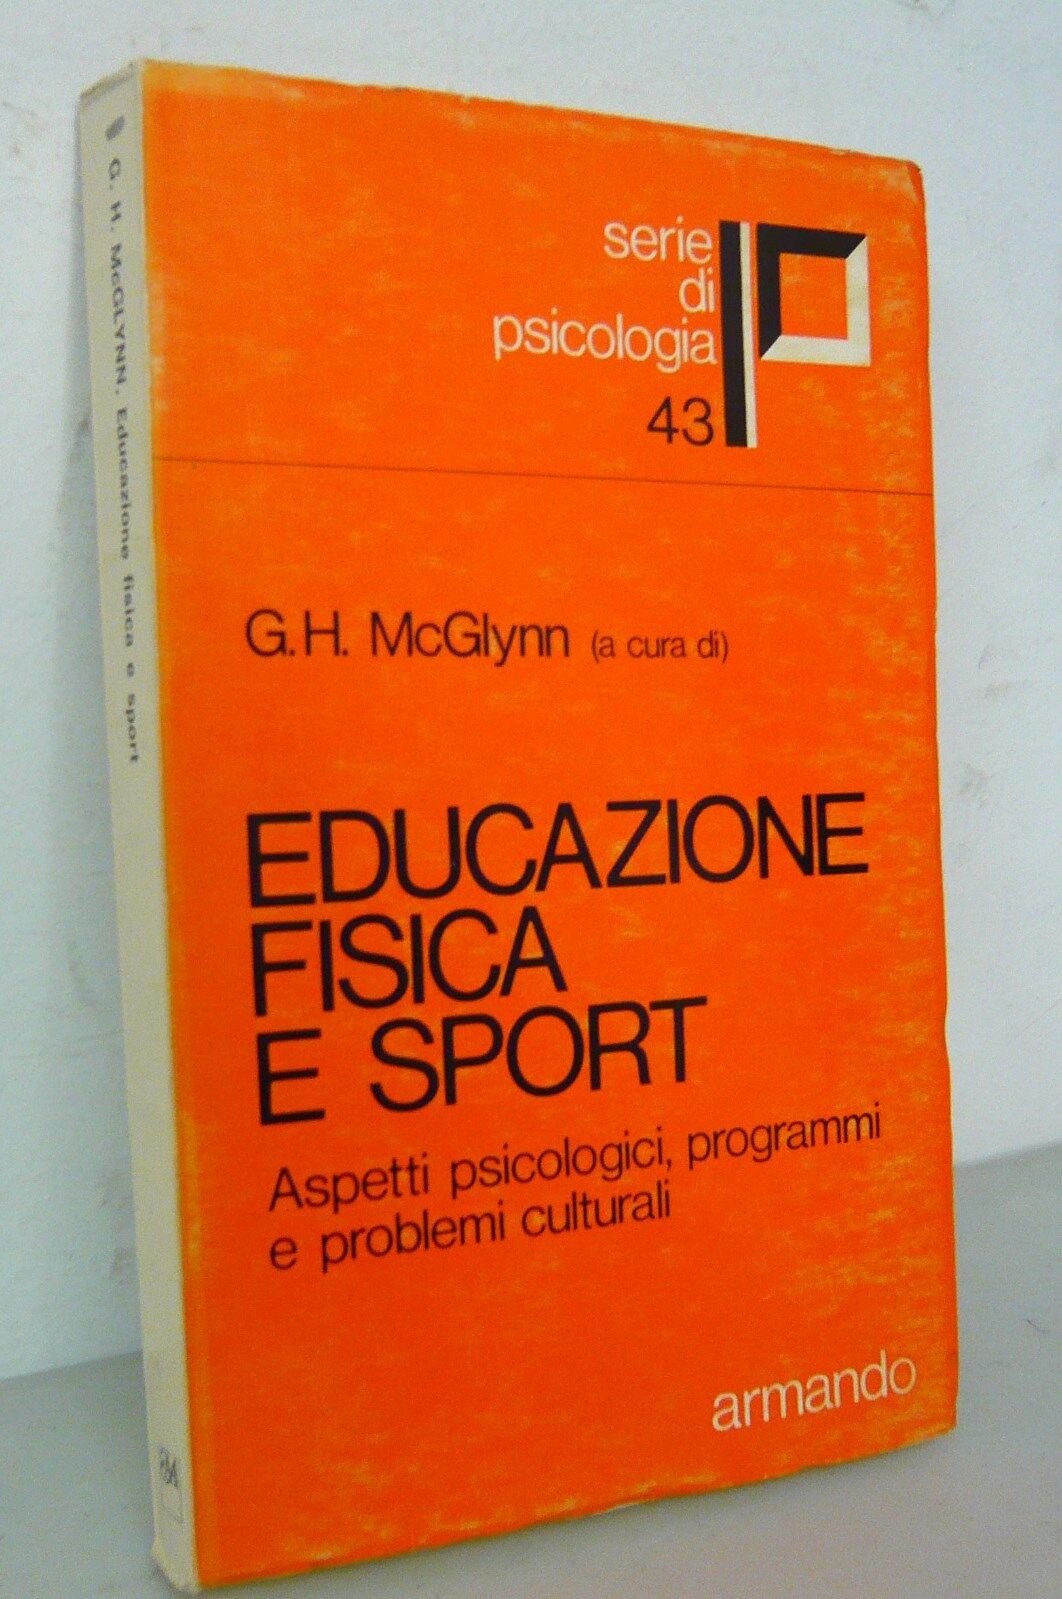 G. H. McGLYNN, Educazione fisica e sport
serie
di
psicologia
43
G.H. McGlynn (a cura di)
EDUCAZIONE
FISICA
E SPORT
Aspetti psicologici, programmi
e problemi culturali
armando